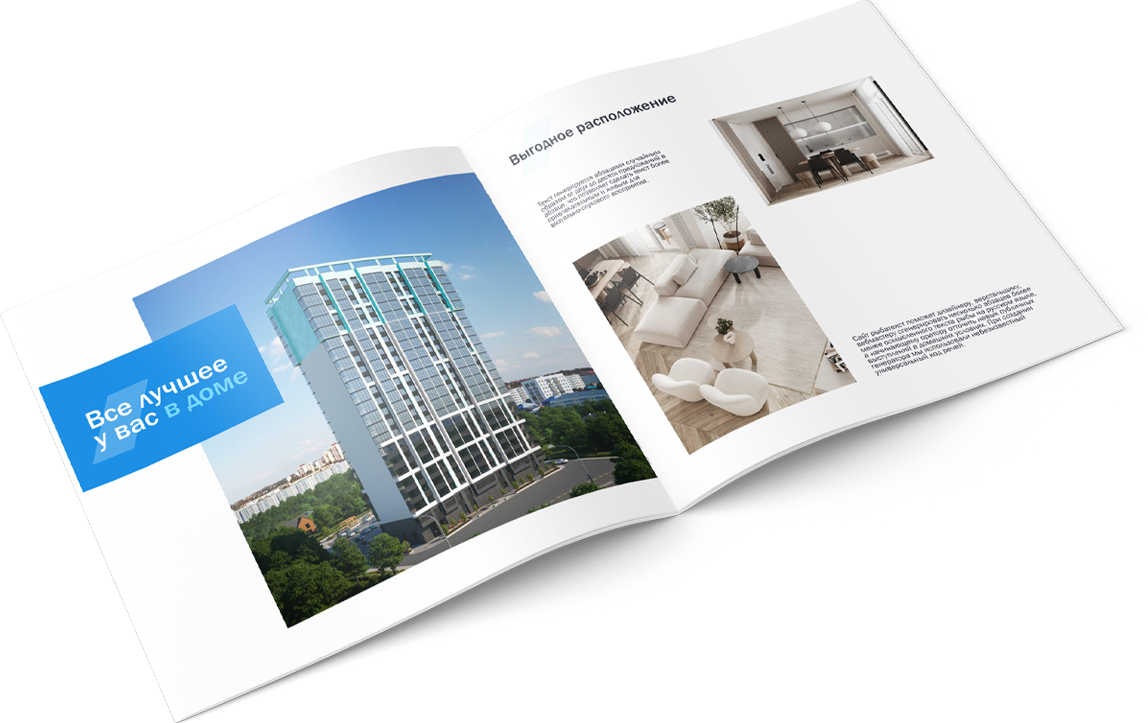 Все лучшее
у вас в доме
Выгодное расположение
Текст генерируется абзацами случайным
образом от двух до десяти предложений в
абзаце, что позволяет сделать текст более
привлекательным и живым для
визуально-слухового восприятия.
Сайт рыбатекст поможет дизайнеру, верстальщику,
вебмастеру сгенерировать несколько абзацев более
менее осмысленного текста рыбы на русском языке,
а начинающему оратору отточить навык публичных
выступлений в домашних условиях. При создании
генератора мы использовали небезизвестный
универсальный код речей.